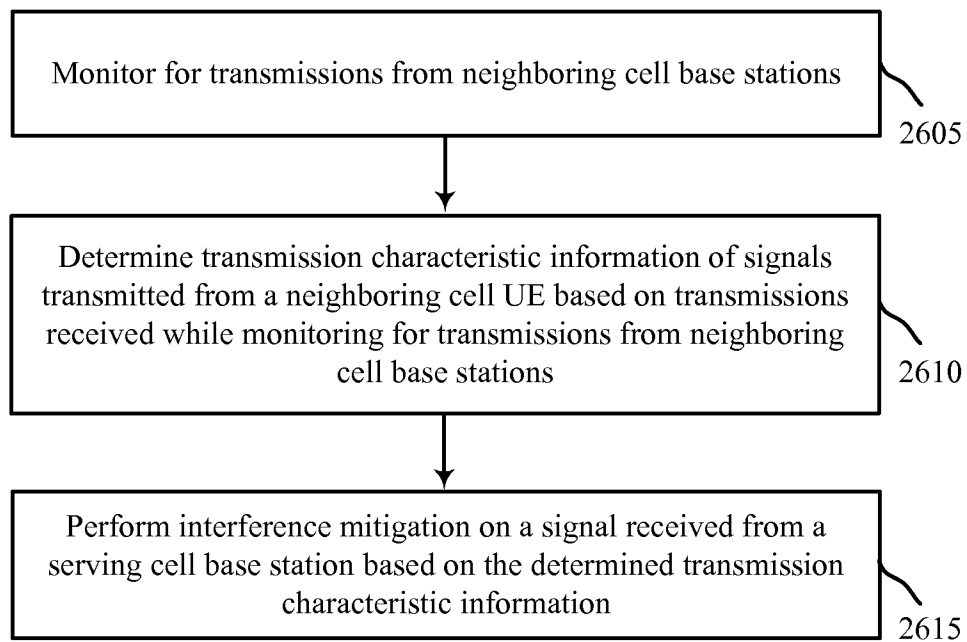 Monitor for transmissions from neighboring cell base stations
2605
Determine transmission characteristic information of signals
transmitted from a neighboring cell UE based on transmissions
received while monitoring for transmissions from neighboring
cell base stations
2610
Perform interference mitigation on a signal received from a
serving cell base station based on the determined transmission
characteristic information
2615